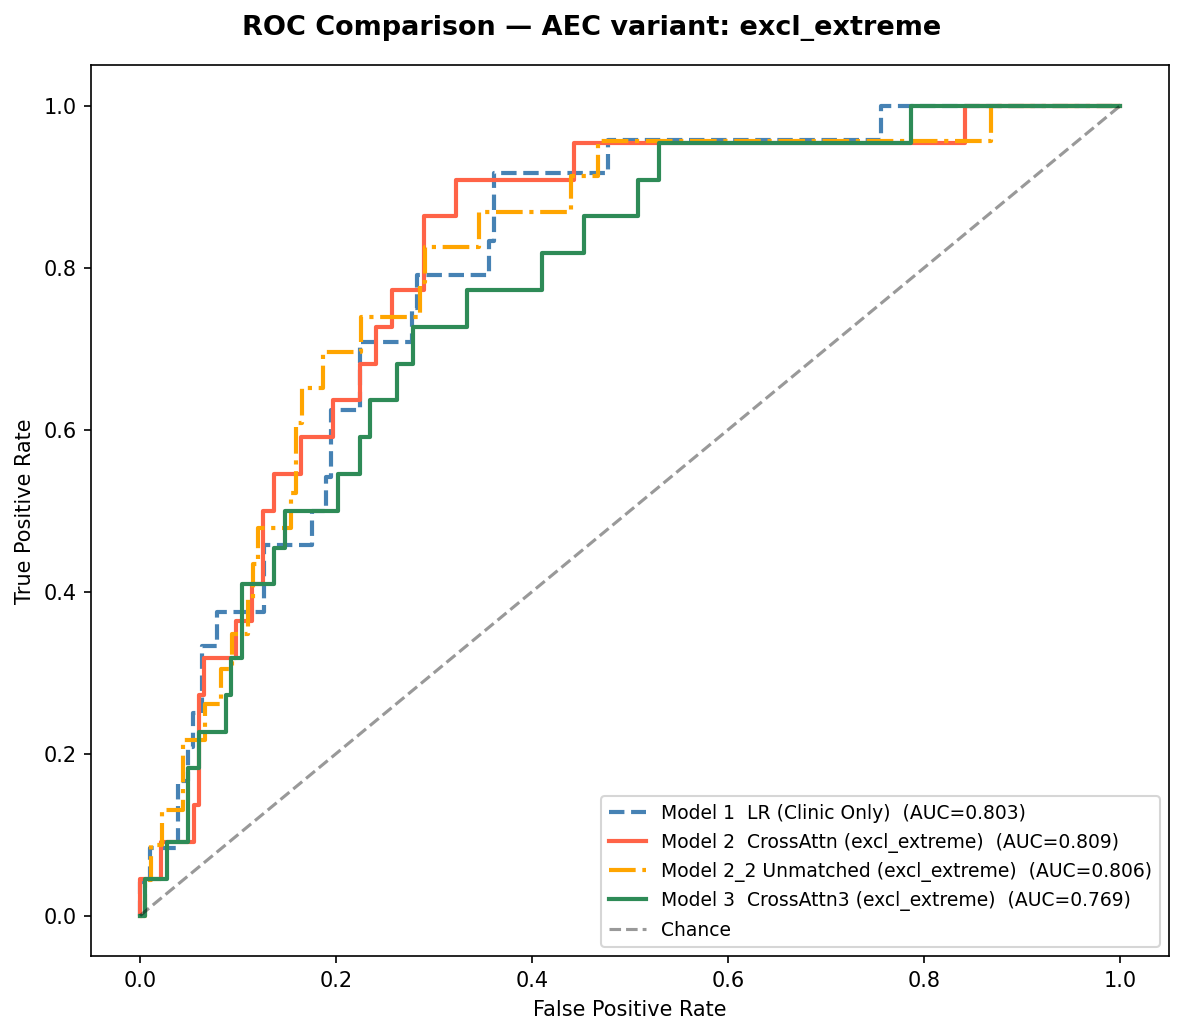 ROC Comparison — AEC variant: excl_extreme
True Positive Rate
1.0
0.8
0.6
0.4
0.2
0.0
Model 1  LR (Clinic Only)  (AUC=0.803)
Model 2  CrossAttn (excl_extreme)  (AUC=0.809)
Model 2_2 Unmatched (excl_extreme)  (AUC=0.806)
Model 3  CrossAttn3 (excl_extreme)  (AUC=0.769)
Chance
0.0 0.2 0.4 0.6 0.8 1.0
False Positive Rate